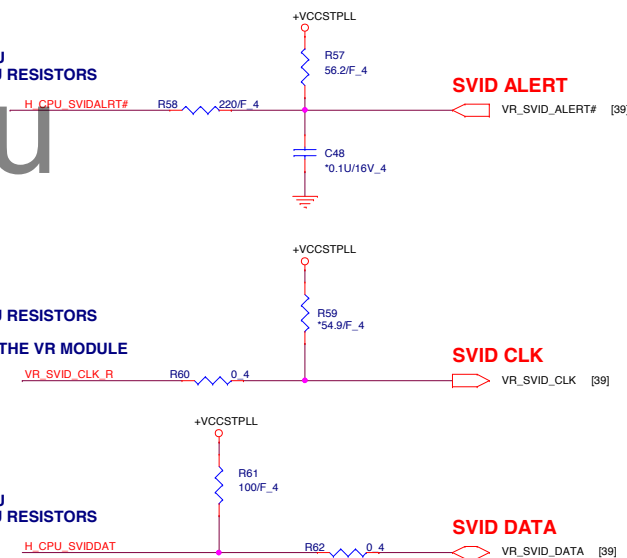 +VCCSTPLL
R57
56.2/F_4
U RESISTORS
SVID ALERT
H_CPU_SVIDALRT# R58 220/F_4
VR_SVID_ALERT# [39]
C48
*0.1U/16V_4
+VCCSTPLL
R59
*54.9/F_4
U RESISTORS
THE VR MODULE
SVID CLK
VR_SVID_CLK_R R60 0_4
VR_SVID_CLK [39]
+VCCSTPLL
R61
100/F_4
U
U RESISTORS
SVID DATA
H_CPU_SVIDDAT R62 0_4
VR_SVID_DATA [39]